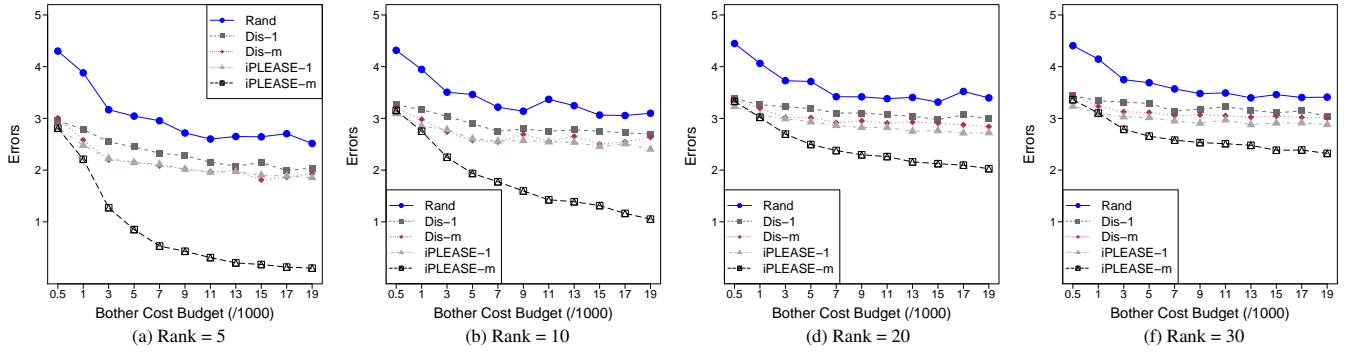 5
4
3
2
1
Errors
Rand
Dis−1
Dis−m
iPLEASE−1
iPLEASE−m
0.5 1 3 5 7 9 11 13 15 17 19
Bother Cost Budget (/1000)
(a) Rank = 5
5
4
3
2
1
Errors
Rand
Dis−1
Dis−m
iPLEASE−1
iPLEASE−m
0.5 1 3 5 7 9 11 13 15 17 19
Bother Cost Budget (/1000)
(b) Rank = 10
5
4
3
2
1
Errors
Rand
Dis−1
Dis−m
iPLEASE−1
iPLEASE−m
0.5 1 3 5 7 9 11 13 15 17 19
Bother Cost Budget (/1000)
(d) Rank = 20
5
4
3
2
1
Errors
Rand
Dis−1
Dis−m
iPLEASE−1
iPLEASE−m
0.5 1 3 5 7 9 11 13 15 17 19
Bother Cost Budget (/1000)
(f) Rank = 30